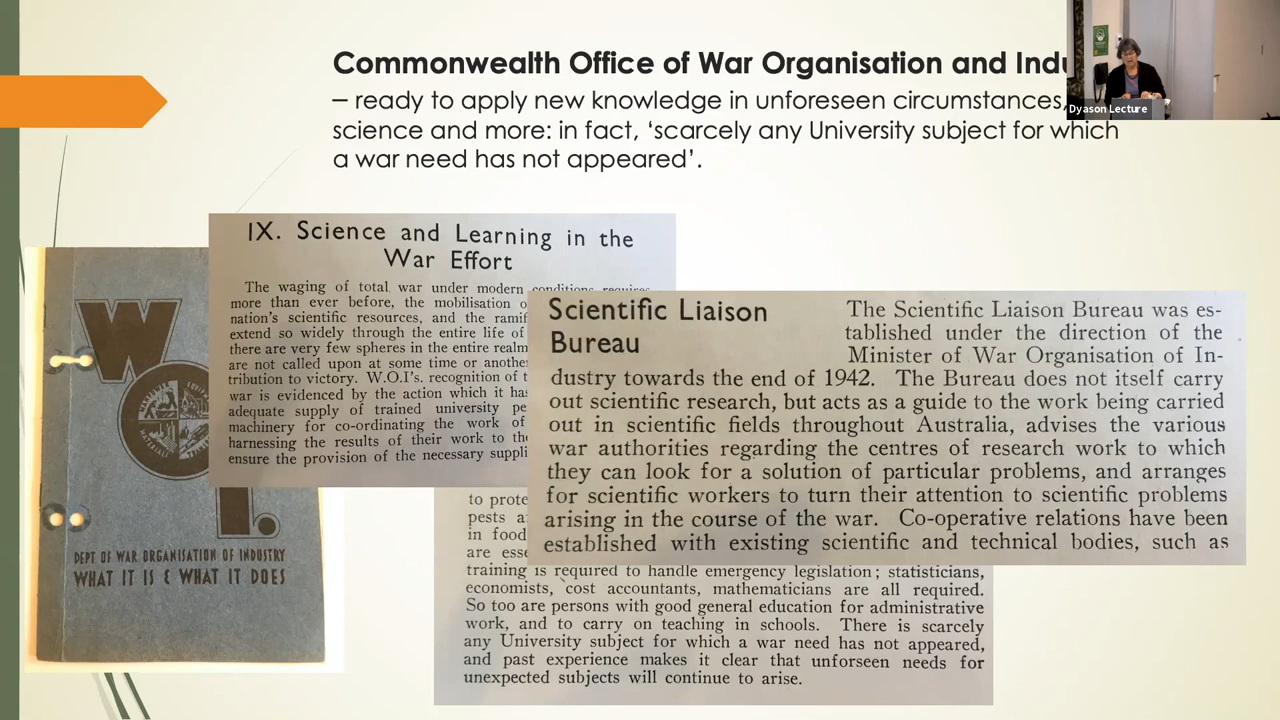 Commonwealth Office of War Organisation and Indu
– ready to apply new knowledge in unforeseen circumstances,
science and more: in fact, ‘scarcely any University subject for which
a war need has not appeared’.
Dyason Lecture
W
O
I.
DEPT OF WAR ORGANISATION OF INDUSTRY
WHAT IT IS & WHAT IT DOES
IX. Science and Learning in the
War Effort
The waging of total war under modern conditions requires
more than ever before, the mobilisation o
nation's scientific resources, and the ramif
extend so widely through the entire life of
there are very few spheres in the entire realm
are not called upon at some time or anothe
tribution to victory. W.O.I's. recognition of t
war is evidenced by the action which it has
adequate supply of trained university pe
machinery for co-ordinating the work of
harnessing the results of their work to the
ensure the provision of the necessary suppli
Scientific Liaison
Bureau
The Scientific Liaison Bureau was es-
tablished under the direction of the
Minister of War Organisation of In-
dustry towards the end of 1942. The Bureau does not itself carry
out scientific research, but acts as a guide to the work being carried
out in scientific fields throughout Australia, advises the various
war authorities regarding the centres of research work to which
they can look for a solution of particular problems, and arranges
for scientific workers to turn their attention to scientific problems
arising in the course of the war. Co-operative relations have been
established with existing scientific and technical bodies, such as
to prote
pests a
in food
are esse
training is required to handle emergency legislation; statisticians,
economists, cost accountants, mathematicians are all required.
So too are persons with good general education for administrative
work, and to carry on teaching in schools. There is scarcely
any University subject for which a war need has not appeared,
and past experience makes it clear that unforseen needs for
unexpected subjects will continue to arise.